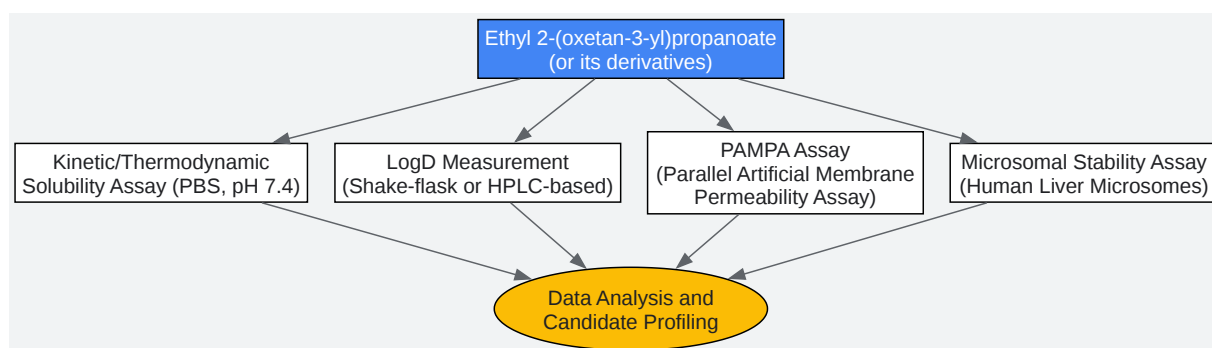 Ethyl 2-(oxetan-3-yl)propanoate
(or its derivatives)
Kinetic/Thermodynamic
Solubility Assay (PBS, pH 7.4)
LogD Measurement
(Shake-flask or HPLC-based)
PAMPA Assay
(Parallel Artificial Membrane
Permeability Assay)
Microsomal Stability Assay
(Human Liver Microsomes)
Data Analysis and
Candidate Profiling